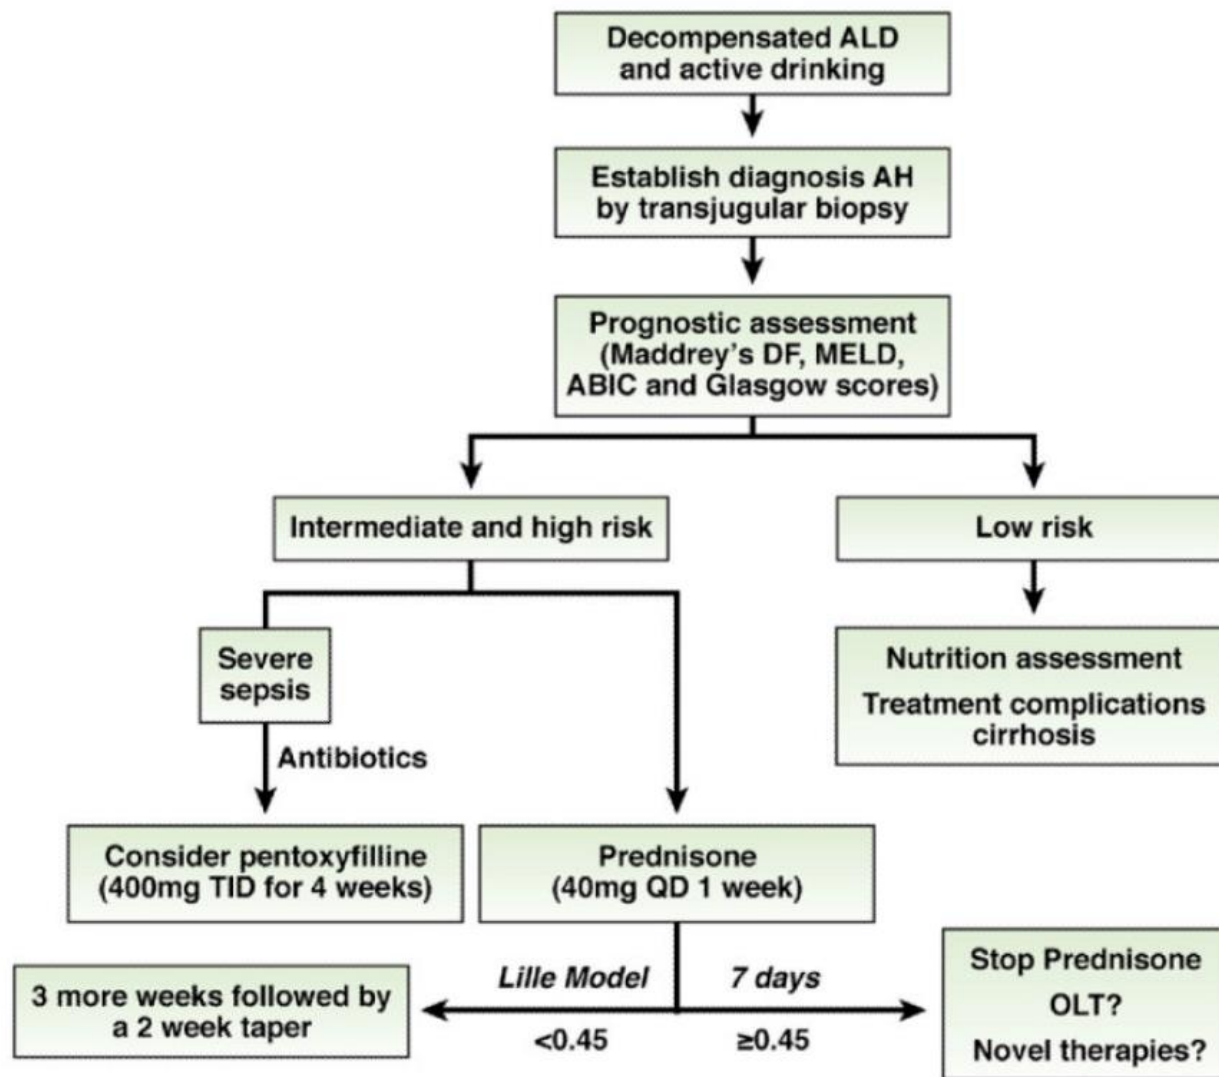 Decompensated ALD
and active drinking
Establish diagnosis AH
by transjugular biopsy
Prognostic assessment
(Maddrey's DF, MELD,
ABIC and Glasgow scores)
Intermediate and high risk
Low risk
Severe
sepsis
Antibiotics
Nutrition assessment
Treatment complications
cirrhosis
Consider pentoxyfilline
(400mg TID for 4 weeks)
Prednisone
(40mg QD 1 week)
Lille Model
7 days
<0.45
≥0.45
3 more weeks followed by
a 2 week taper
Stop Prednisone
OLT?
Novel therapies?